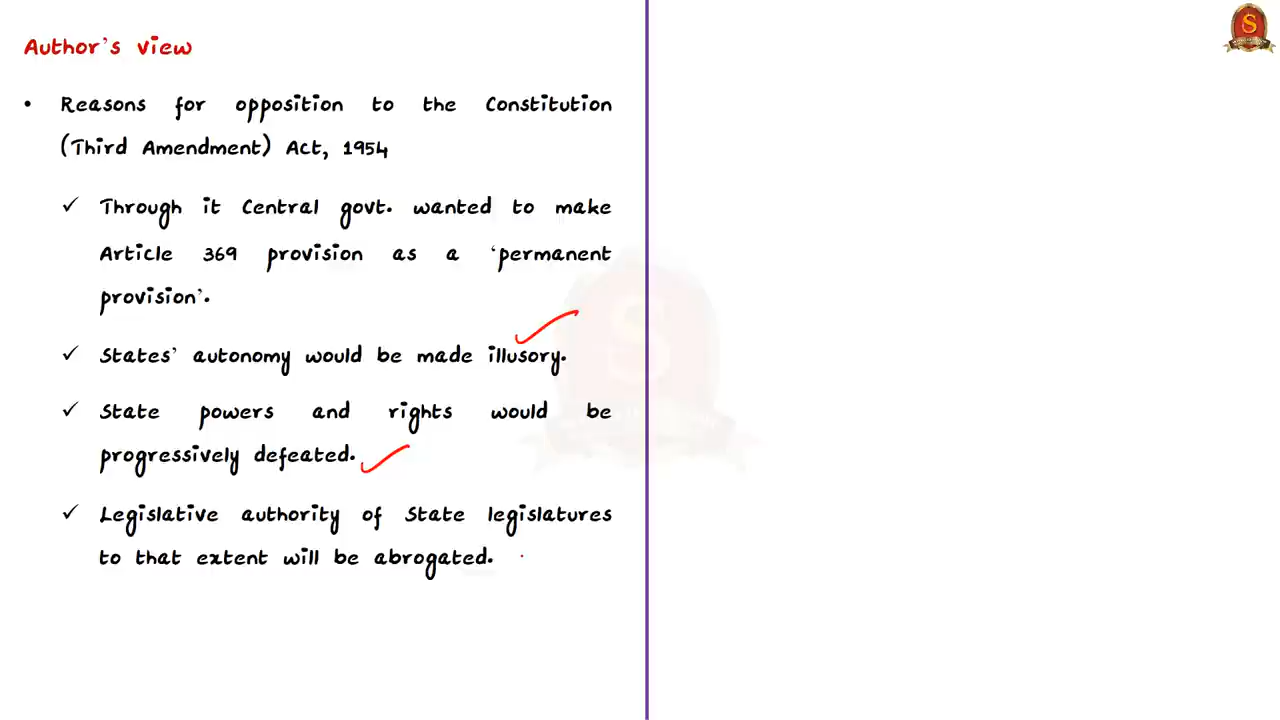 Author's view
• Reasons for opposition to the Constitution
(Third Amendment) Act, 1954
✓ Through it Central govt. wanted to make
Article 369 provision as a 'permanent
provision'.
✓ States' autonomy would be made illusory.
✓ State powers and rights would be
progressively defeated.
✓ Legislative authority of State legislatures
to that extent will be abrogated.
S